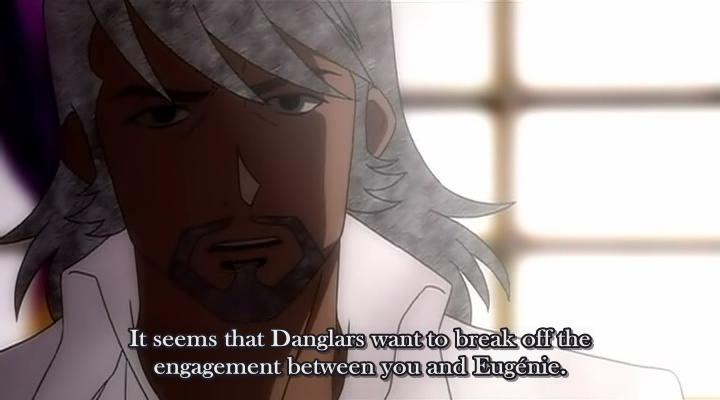 It seems that Danglars want to break off the
engagement between you and Eugénie.